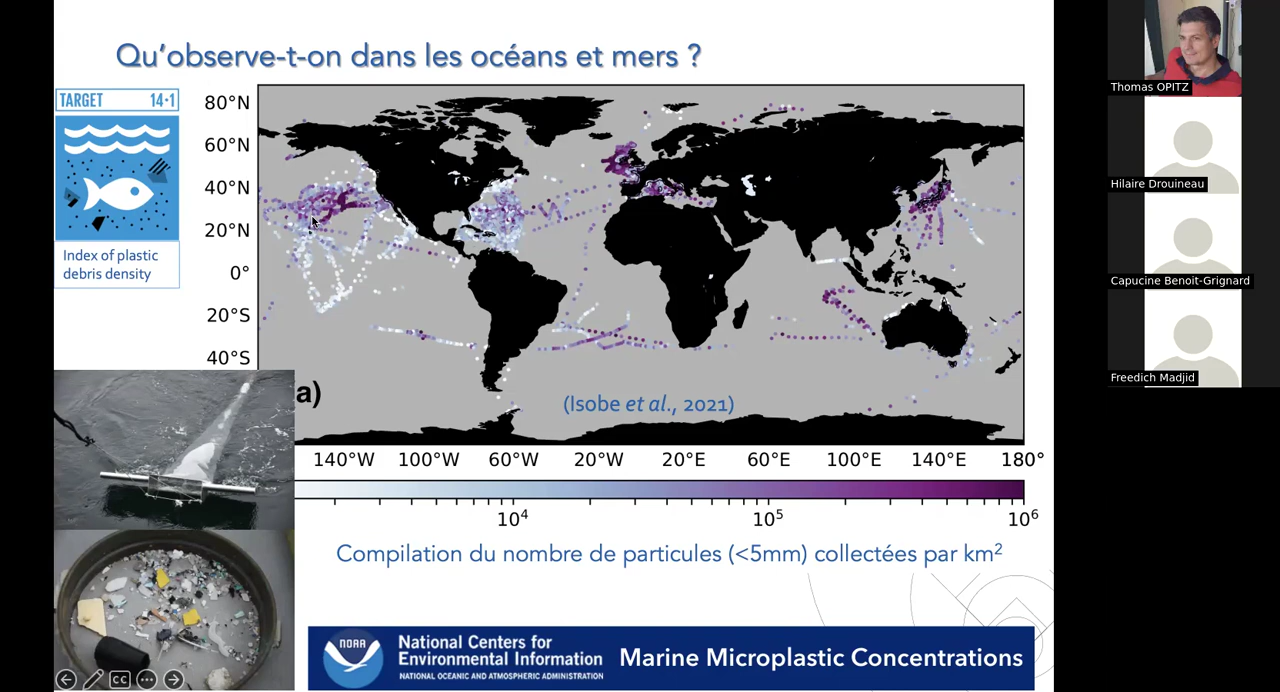 Qu'observe-t-on dans les océans et mers ?
TARGET 14·1
Index of plastic
debris density
80°N
60°N
40°N
20°N
0°
20°S
40°S
a)
(Isobe et al., 2021)
140°W 100°W 60°W 20°W 20°E 60°E 100°E 140°E 180°
10⁴ 10⁵ 10⁶
Compilation du nombre de particules (<5mm) collectées par km²
NOAA
National Centers for
Environmental Information
NATIONAL OCEANIC AND ATMOSPHERIC ADMINISTRATION
Marine Microplastic Concentrations
CC
Thomas OPITZ
Hilaire Drouineau
Capucine Benoit-Grignard
Freedich Madjid